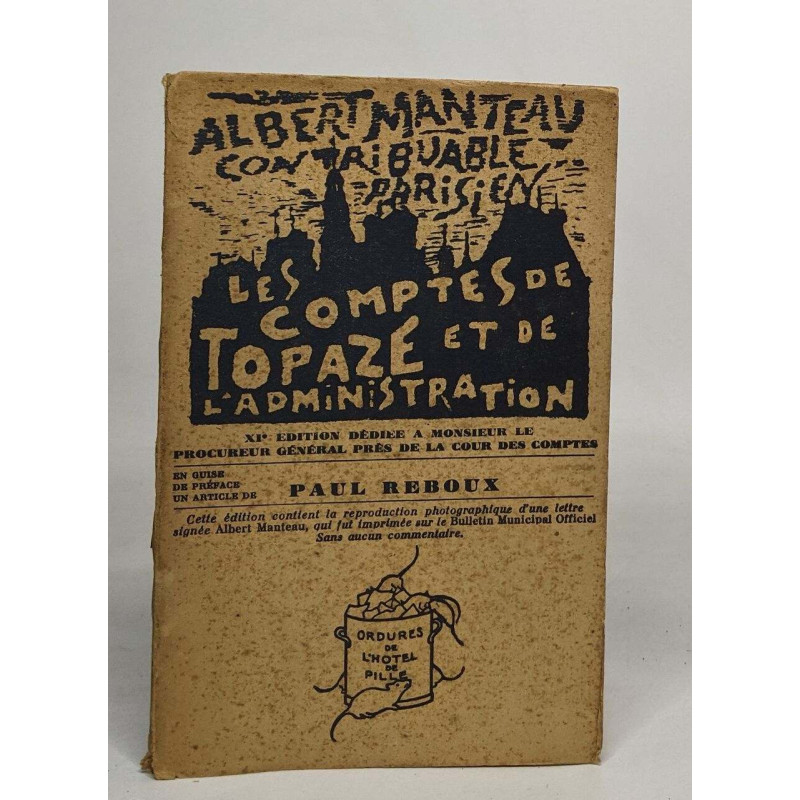 ALBERT MANTEAU
CONTRIBUABLE
PARISIEN
LES
COMPTES DE
TOPAZE ET DE
L'ADMINISTRATION
XIe EDITION DÉDIÉE A MONSIEUR LE
PROCUREUR GÉNÉRAL PRÈS DE LA COUR DES COMPTES
EN GUISE
DE PRÉFACE
UN ARTICLE DE PAUL REBOUX
Cette édition contient la reproduction photographique d'une lettre
signée Albert Manteau, qui fut imprimée sur le Bulletin Municipal Officiel
Sans aucun commentaire.
ORDURES
DE
L'HOTEL
DE
PILLE